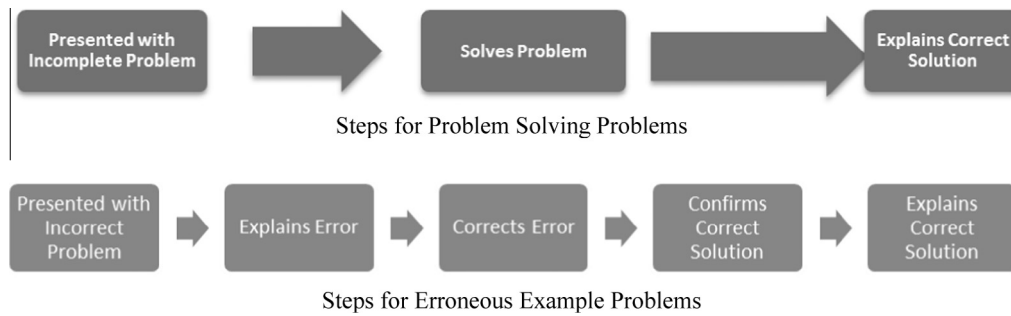 Presented with
Incomplete Problem
Solves Problem
Explains Correct
Solution
Steps for Problem Solving Problems
Presented with
Incorrect
Problem
Explains Error
Corrects Error
Confirms
Correct
Solution
Explains
Correct
Solution
Steps for Erroneous Example Problems